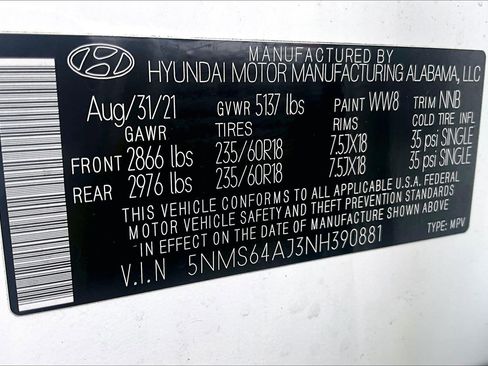 MANUFACTURED BY
HYUNDAI MOTOR MANUFACTURING ALABAMA, LLC
Aug/31/21 GVWR 5137 lbs PAINT WW8 TRIM NNB
GAWR TIRES RIMS COLD TIRE INFL
FRONT 2866 lbs 235/60R18 7.5JX18 35 psi SINGLE
REAR 2976 lbs 235/60R18 7.5JX18 35 psi SINGLE
THIS VEHICLE CONFORMS TO ALL APPLICABLE U.S.A. FEDERAL
MOTOR VEHICLE SAFETY AND THEFT PREVENTION STANDARDS
IN EFFECT ON THE DATE OF MANUFACTURE SHOWN ABOVE.
V.I.N 5NMS64AJ3NH390881 TYPE: MPV